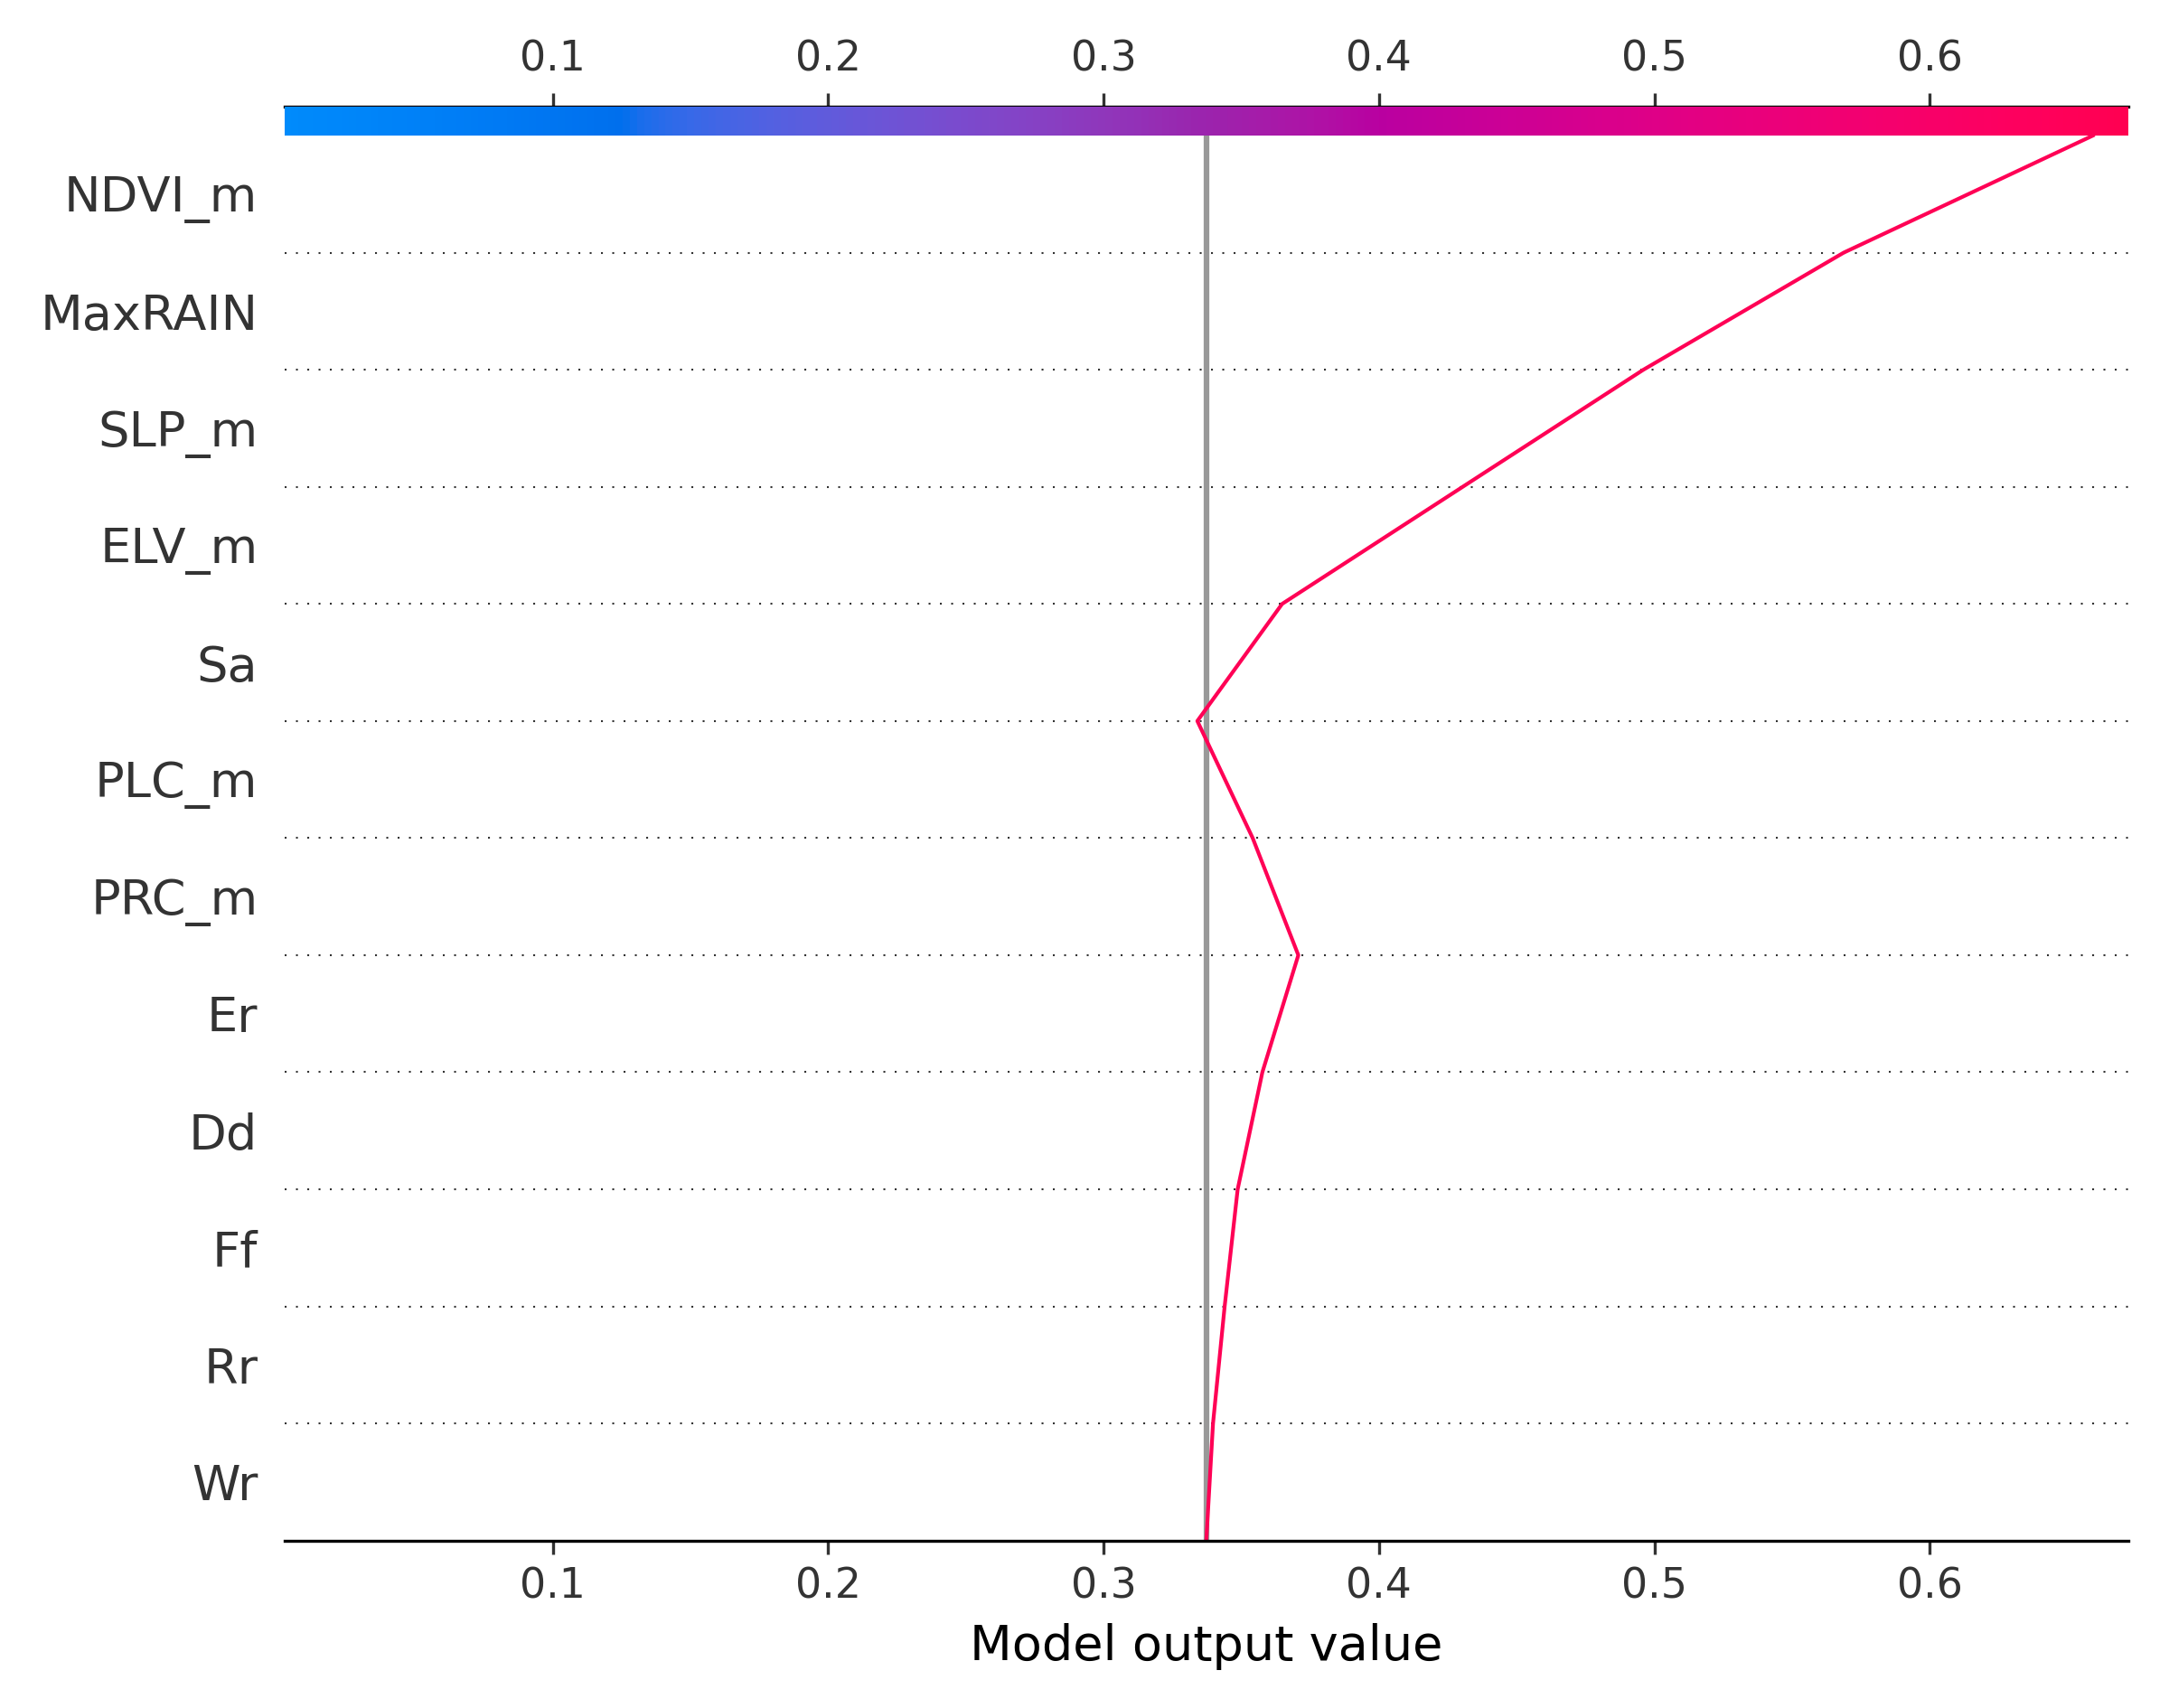 0.1 0.2 0.3 0.4 0.5 0.6
NDVI_m
MaxRAIN
SLP_m
ELV_m
Sa
PLC_m
PRC_m
Er
Dd
Ff
Rr
Wr
0.1 0.2 0.3 0.4 0.5 0.6
Model output value